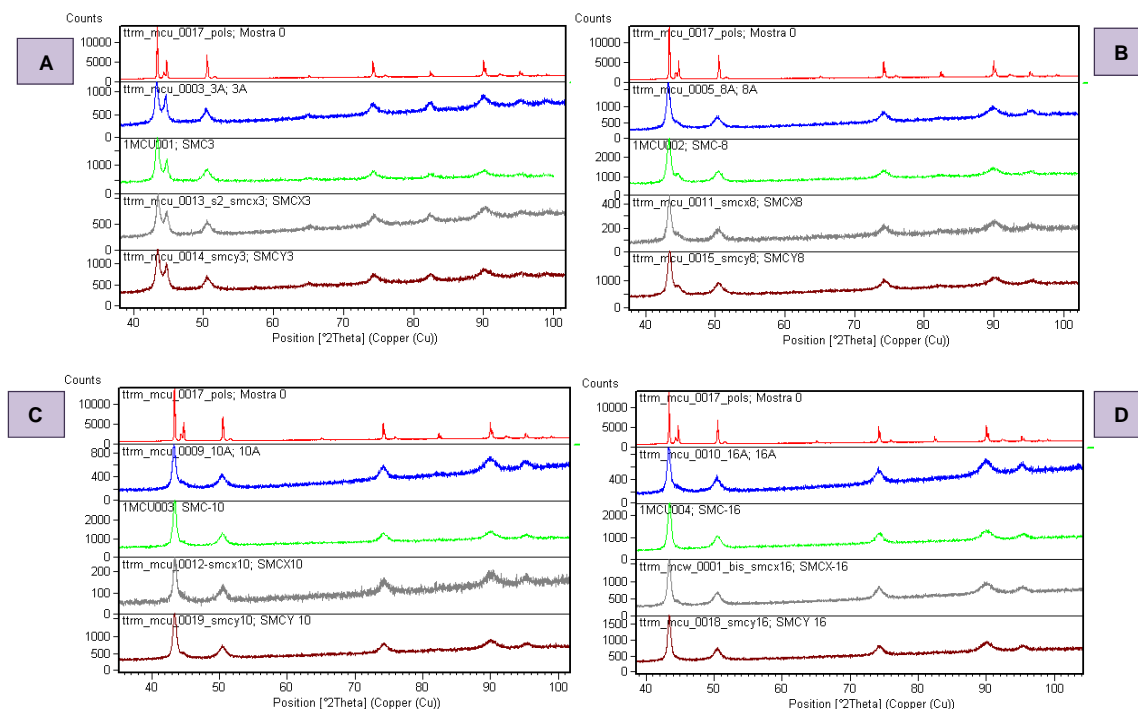 A
Counts
ttrm_mcu_0017_pols; Mostra 0
10000
5000
0
ttrm_mcu_0003_3A; 3A
1000
500
0
1MCU001; SMC3
1000
0
ttrm_mcu_0013_s2_smcx3; SMCX3
500
0
ttrm_mcu_0014_smcy3; SMCY3
1000
500
0
40 50 60 70 80 90 100
Position [°2Theta] (Copper (Cu))
B
Counts
ttrm_mcu_0017_pols; Mostra 0
10000
5000
0
ttrm_mcu_0005_8A; 8A
1000
500
0
1MCU002; SMC-8
2000
1000
0
ttrm_mcu_0011_smcx8; SMCX8
400
200
0
ttrm_mcu_0015_smcy8; SMCY8
1000
0
40 50 60 70 80 90 100
Position [°2Theta] (Copper (Cu))
C
Counts
ttrm_mcu_0017_pols; Mostra 0
10000
5000
0
ttrm_mcu_0009_10A; 10A
800
400
0
1MCU003; SMC-10
2000
1000
0
ttrm_mcu_0012-smcx10; SMCX10
200
100
0
ttrm_mcu_0019_smcy10; SMCY 10
1000
500
0
40 50 60 70 80 90 100
Position [°2Theta] (Copper (Cu))
D
Counts
ttrm_mcu_0017_pols; Mostra 0
10000
5000
0
ttrm_mcu_0010_16A; 16A
400
0
1MCU004; SMC-16
2000
1000
0
ttrm_mcw_0001_bis_smcx16; SMCX-16
1000
500
0
ttrm_mcu_0018_smcy16; SMCY 16
1500
1000
500
0
40 50 60 70 80 90 100
Position [°2Theta] (Copper (Cu))